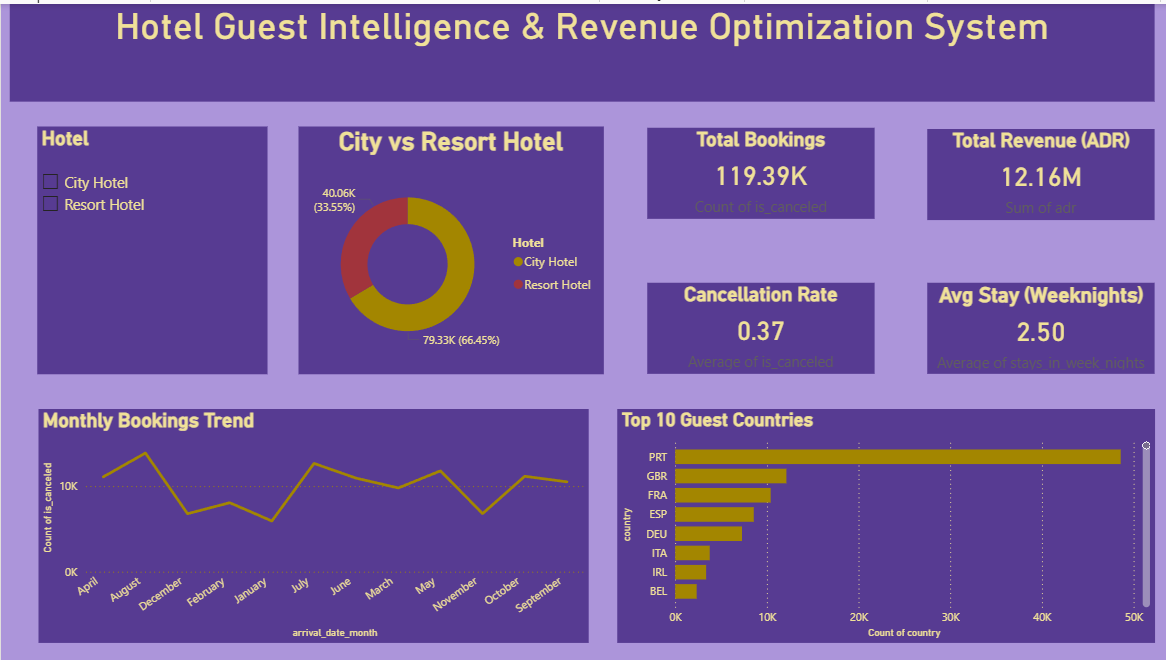 Hotel Guest Intelligence & Revenue Optimization System
Hotel
City Hotel
Resort Hotel
City vs Resort Hotel
40.06K
(33.55%)
79.33K (66.45%)
Hotel
City Hotel
Resort Hotel
Total Bookings
119.39K
Count of is_canceled
Total Revenue (ADR)
12.16M
Sum of adr
Cancellation Rate
0.37
Average of is_canceled
Avg Stay (Weeknights)
2.50
Average of stays_in_week_nights
Monthly Bookings Trend
Count of is_canceled
10K
0K
April
August
December
February
January
July
June
March
May
November
October
September
arrival_date_month
Top 10 Guest Countries
country
PRT
GBR
FRA
ESP
DEU
ITA
IRL
BEL
0K
10K
20K
30K
40K
50K
Count of country